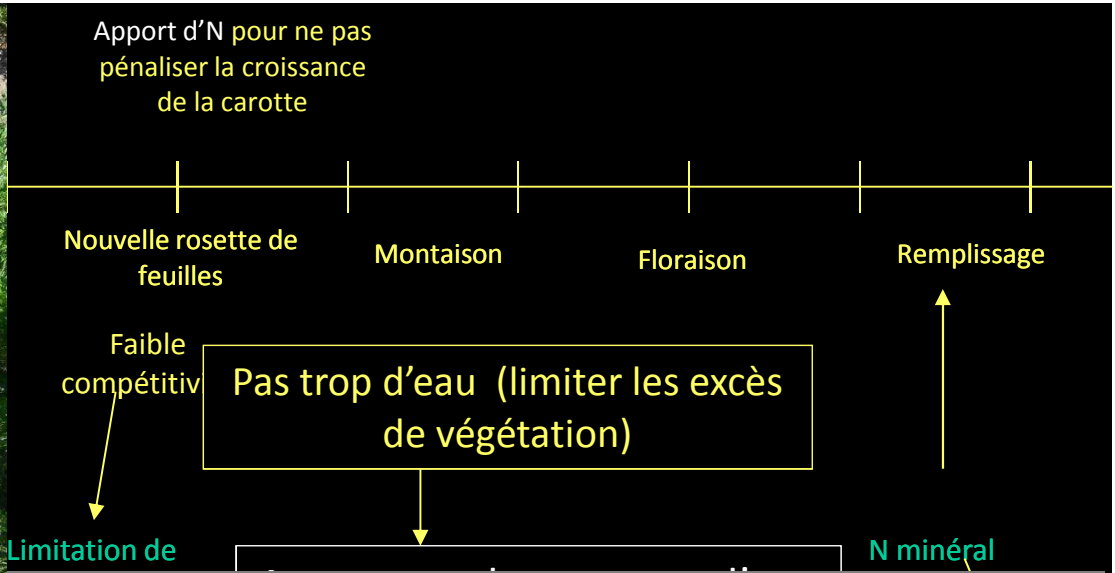 Apport d'N pour ne pas
pénaliser la croissance
de la carotte
Nouvelle rosette de
feuilles
Montaison
Floraison
Remplissage
Faible
compétitiv
Pas trop d'eau (limiter les excès
de végétation)
Limitation de
N minéral